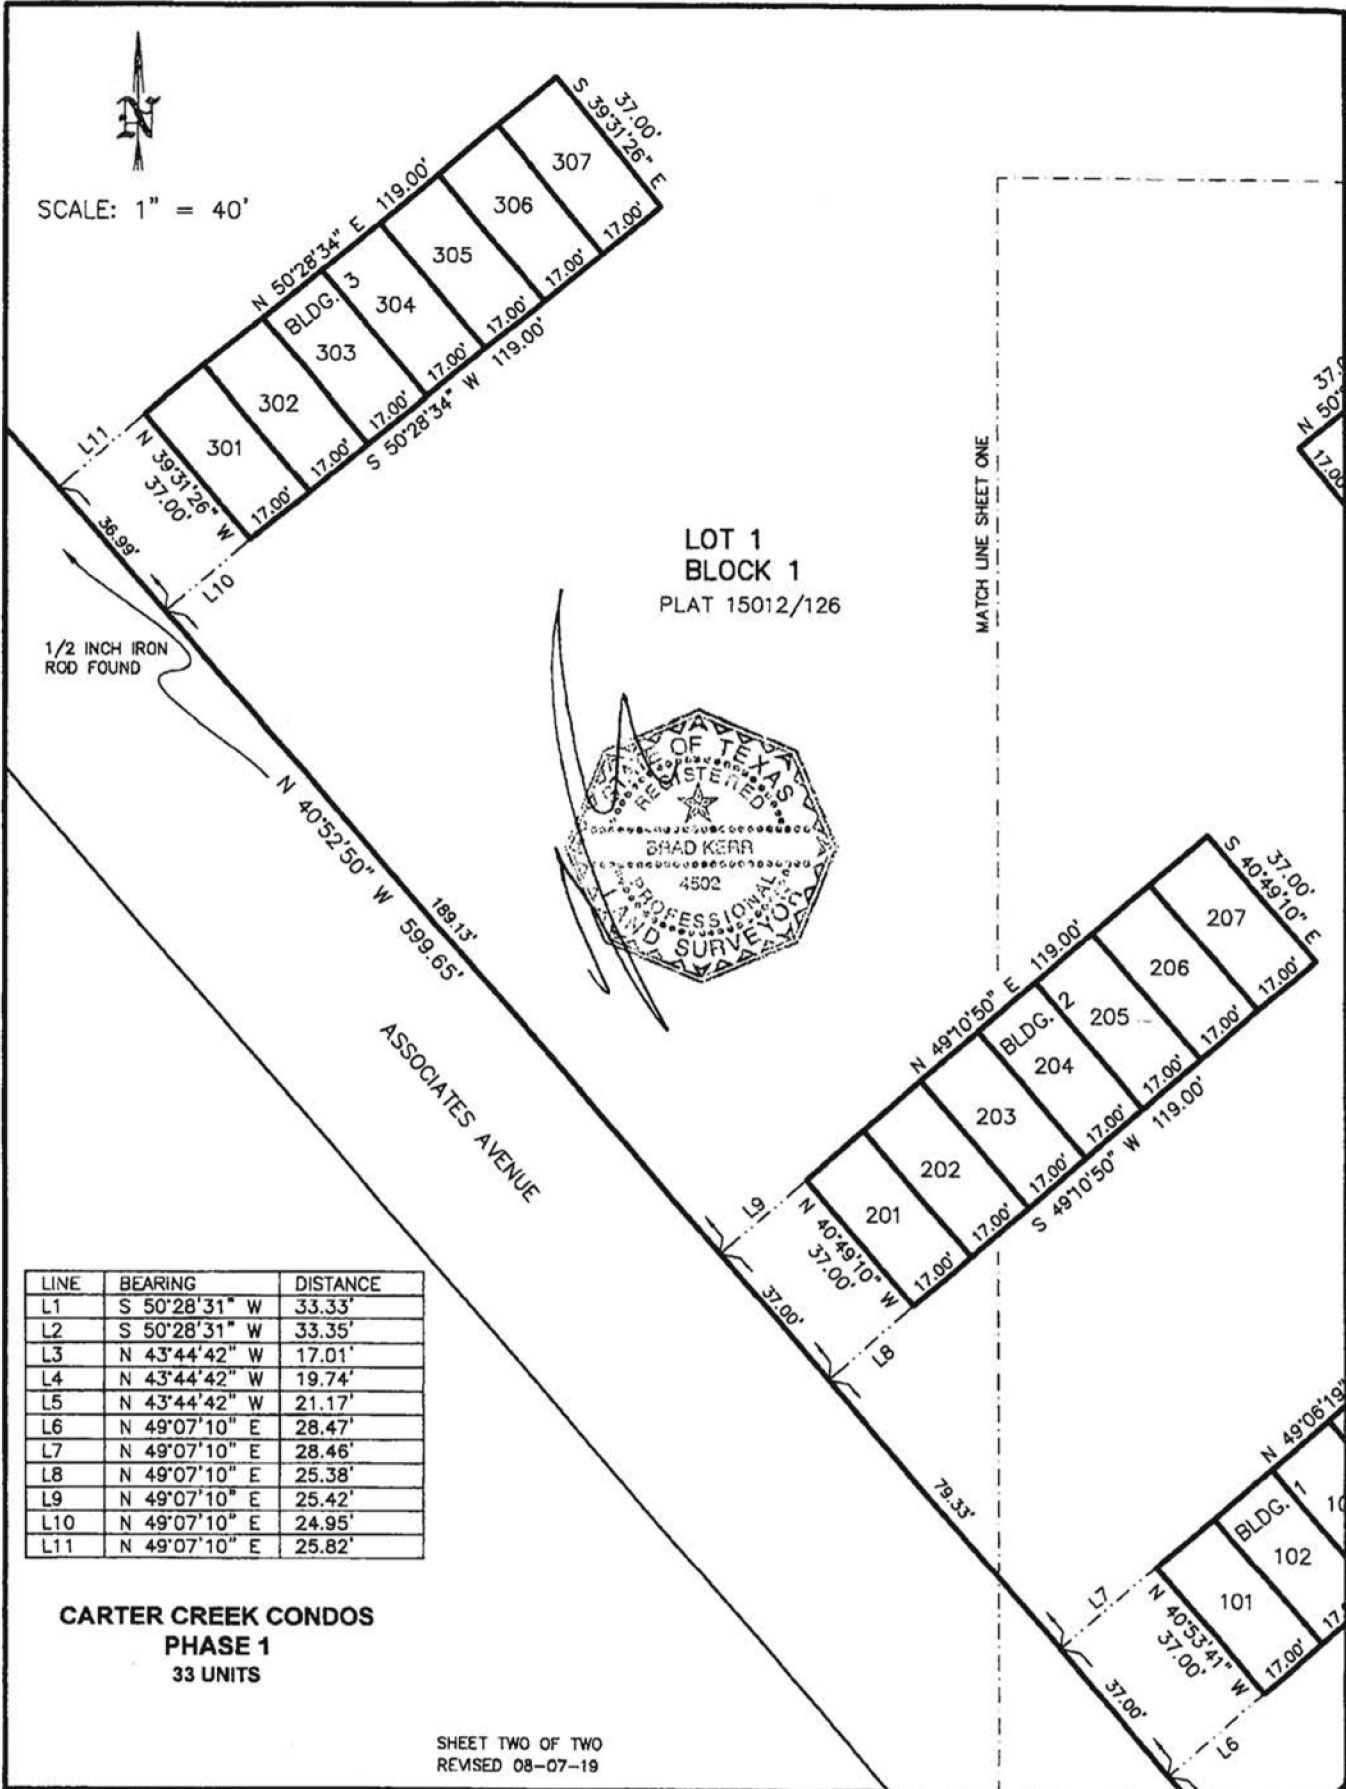 N
SCALE: 1" = 40'
N 50°28'34" E 119.00'
S 39°31'26" E
37.00'
BLDG. 3
301
302
303
304
305
306
307
17.00'
17.00'
17.00'
17.00'
17.00'
17.00'
17.00'
S 50°28'34" W 119.00'
N 39°31'26" W
37.00'
L11
36.99'
L10
1/2 INCH IRON
ROD FOUND
LOT 1
BLOCK 1
PLAT 15012/126
MATCH LINE SHEET ONE
17.00
STATE OF TEXAS
REGISTERED
BRAD KERR
4502
PROFESSIONAL
LAND SURVEYOR
N 40°52'50" W 599.65'
189.13'
ASSOCIATES AVENUE
N 49°10'50" E 119.00'
S 40°49'10" E
37.00'
BLDG. 2
201
202
203
204
205
206
207
17.00'
17.00'
17.00'
17.00'
17.00'
17.00'
17.00'
S 49°10'50" W 119.00'
N 40°49'10" W
37.00'
L9
37.00'
L8
79.33'
N 49°06'19"
BLDG. 1
101
102
17.00'
N 40°53'41" W
37.00'
L7
37.00'
L6
LINE BEARING DISTANCE
L1 S 50°28'31" W 33.33'
L2 S 50°28'31" W 33.35'
L3 N 43°44'42" W 17.01'
L4 N 43°44'42" W 19.74'
L5 N 43°44'42" W 21.17'
L6 N 49°07'10" E 28.47'
L7 N 49°07'10" E 28.46'
L8 N 49°07'10" E 25.38'
L9 N 49°07'10" E 25.42'
L10 N 49°07'10" E 24.95'
L11 N 49°07'10" E 25.82'
CARTER CREEK CONDOS
PHASE 1
33 UNITS
SHEET TWO OF TWO
REVISED 08-07-19